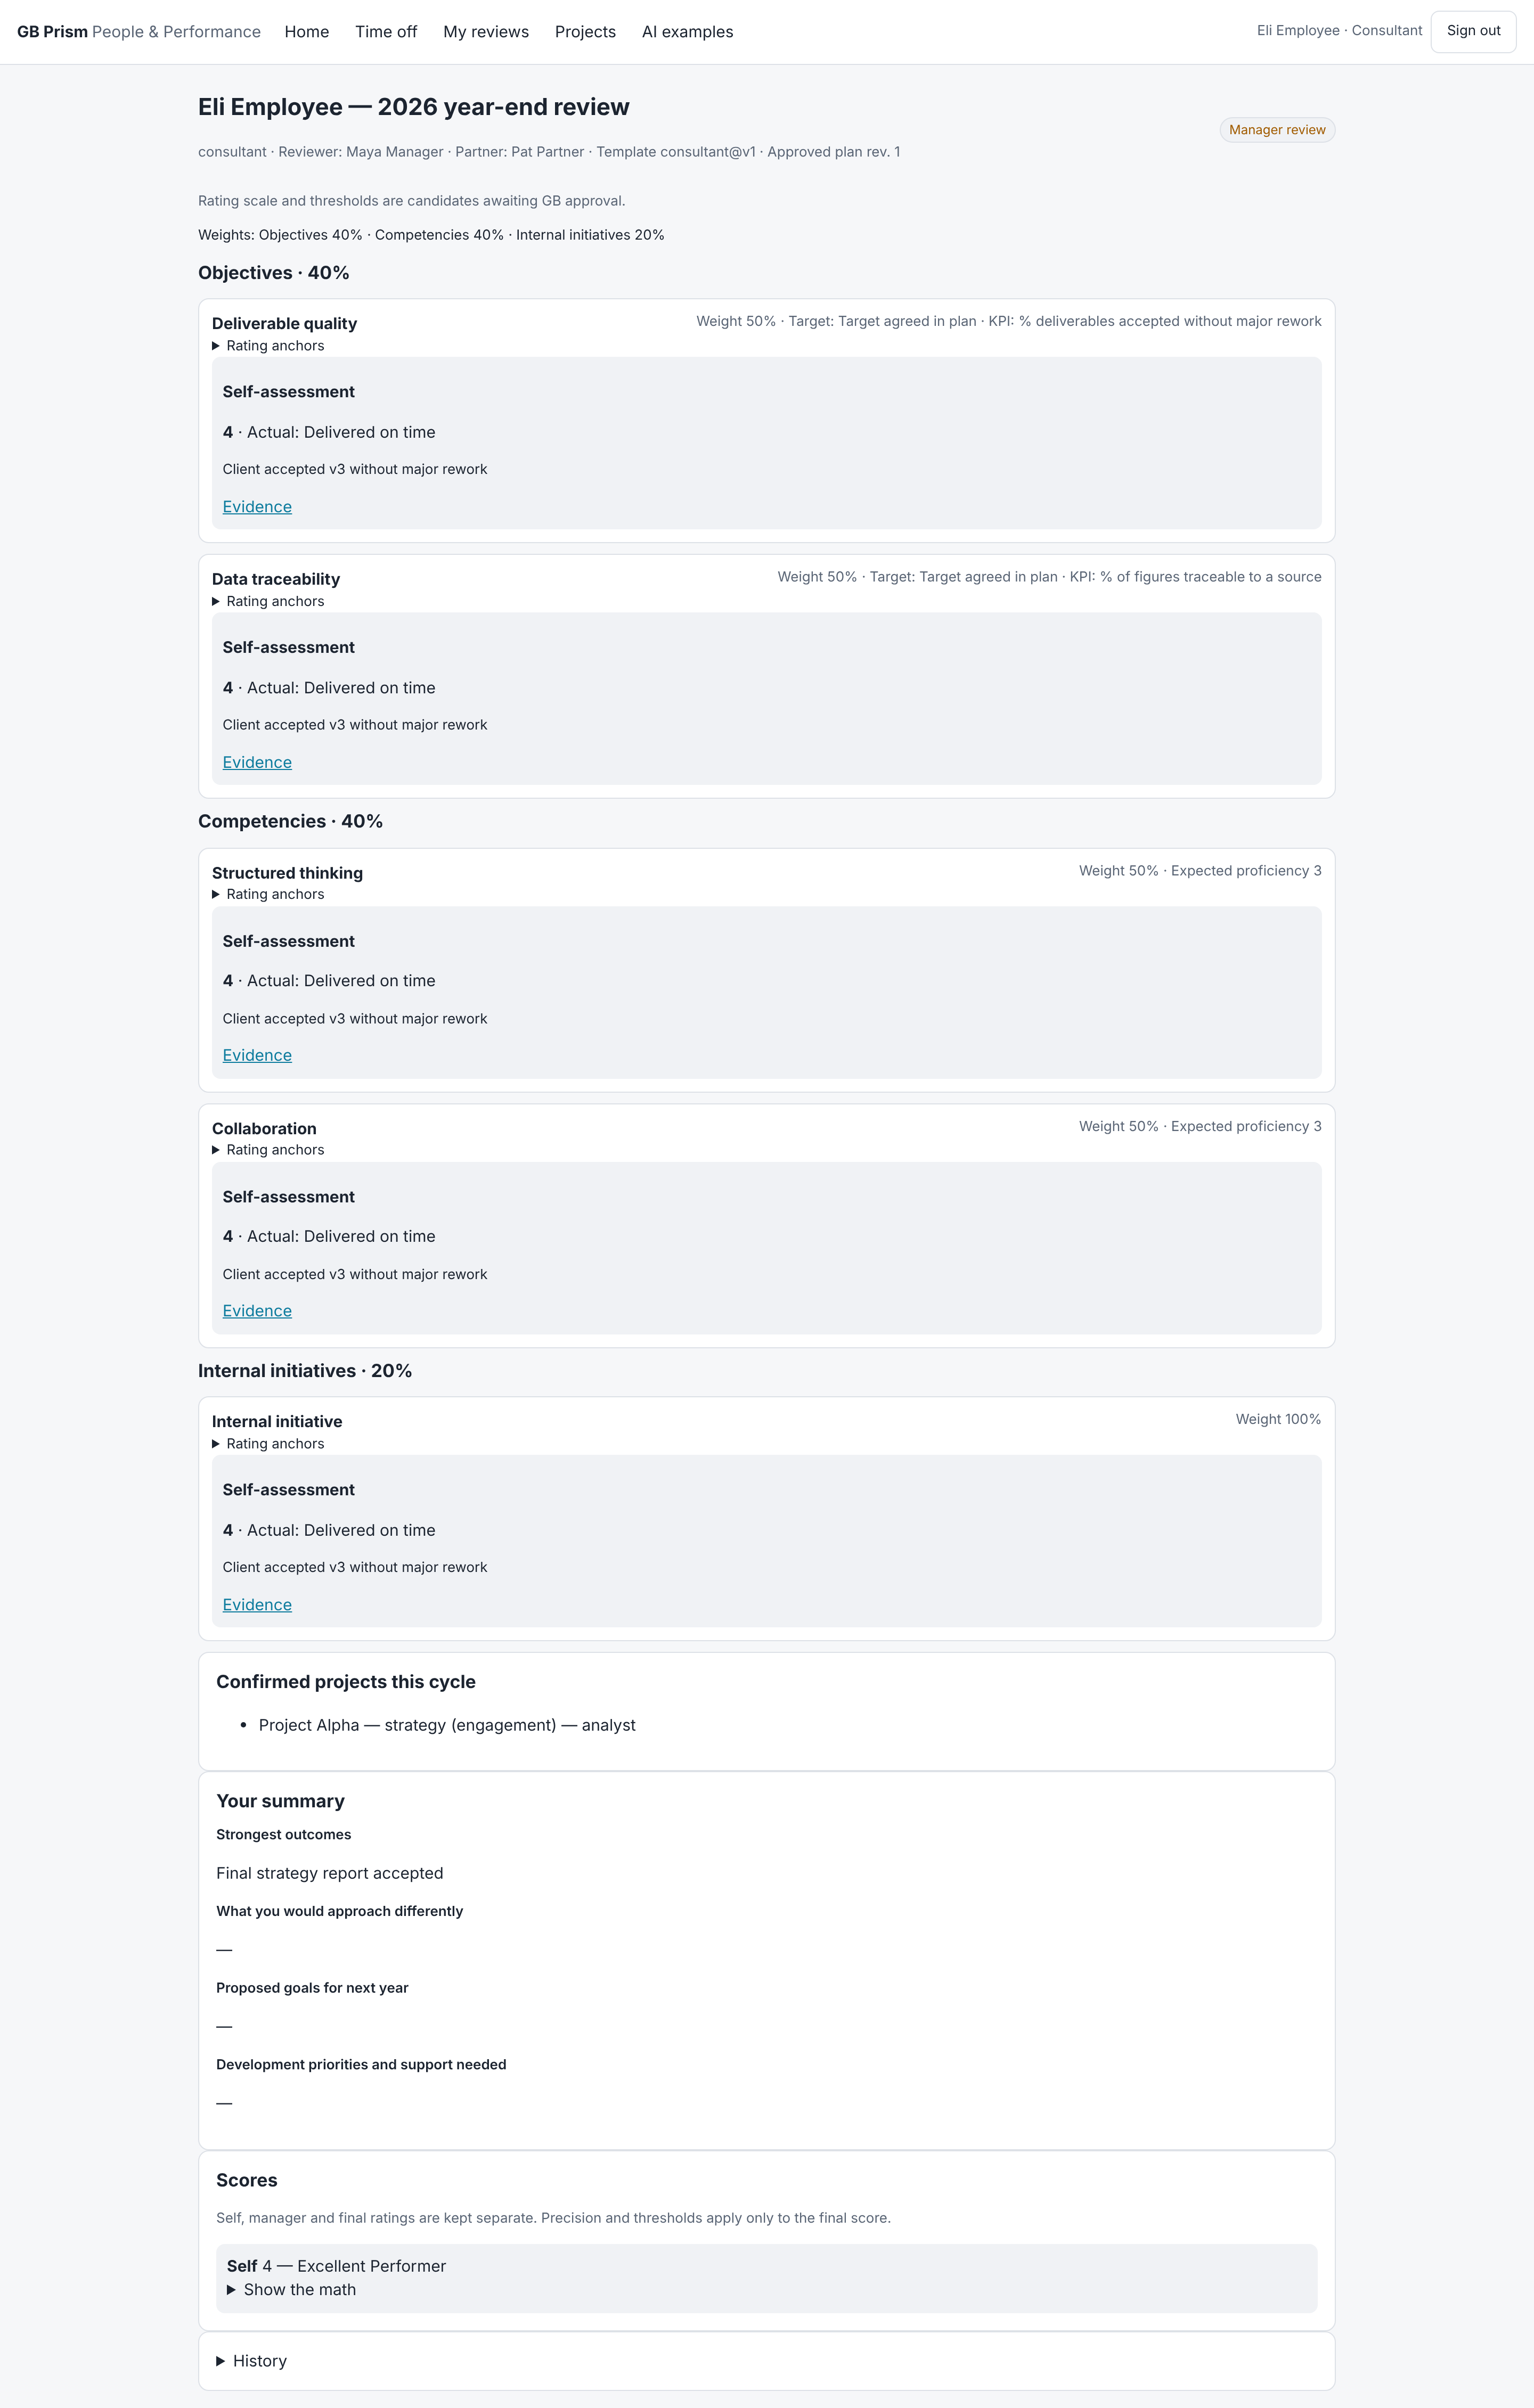 GB Prism People & Performance Home Time off My reviews Projects AI examples Eli Employee · Consultant Sign out
Eli Employee — 2026 year-end review
Manager review
consultant · Reviewer: Maya Manager · Partner: Pat Partner · Template consultant@v1 · Approved plan rev. 1
Rating scale and thresholds are candidates awaiting GB approval.
Weights: Objectives 40% · Competencies 40% · Internal initiatives 20%
Objectives · 40%
Deliverable quality Weight 50% · Target: Target agreed in plan · KPI: % deliverables accepted without major rework
▶ Rating anchors
Self-assessment
4 · Actual: Delivered on time
Client accepted v3 without major rework
Evidence
Data traceability Weight 50% · Target: Target agreed in plan · KPI: % of figures traceable to a source
▶ Rating anchors
Self-assessment
4 · Actual: Delivered on time
Client accepted v3 without major rework
Evidence
Competencies · 40%
Structured thinking Weight 50% · Expected proficiency 3
▶ Rating anchors
Self-assessment
4 · Actual: Delivered on time
Client accepted v3 without major rework
Evidence
Collaboration Weight 50% · Expected proficiency 3
▶ Rating anchors
Self-assessment
4 · Actual: Delivered on time
Client accepted v3 without major rework
Evidence
Internal initiatives · 20%
Internal initiative Weight 100%
▶ Rating anchors
Self-assessment
4 · Actual: Delivered on time
Client accepted v3 without major rework
Evidence
Confirmed projects this cycle
• Project Alpha — strategy (engagement) — analyst
Your summary
Strongest outcomes
Final strategy report accepted
What you would approach differently
—
Proposed goals for next year
—
Development priorities and support needed
—
Scores
Self, manager and final ratings are kept separate. Precision and thresholds apply only to the final score.
Self 4 — Excellent Performer
▶ Show the math
▶ History